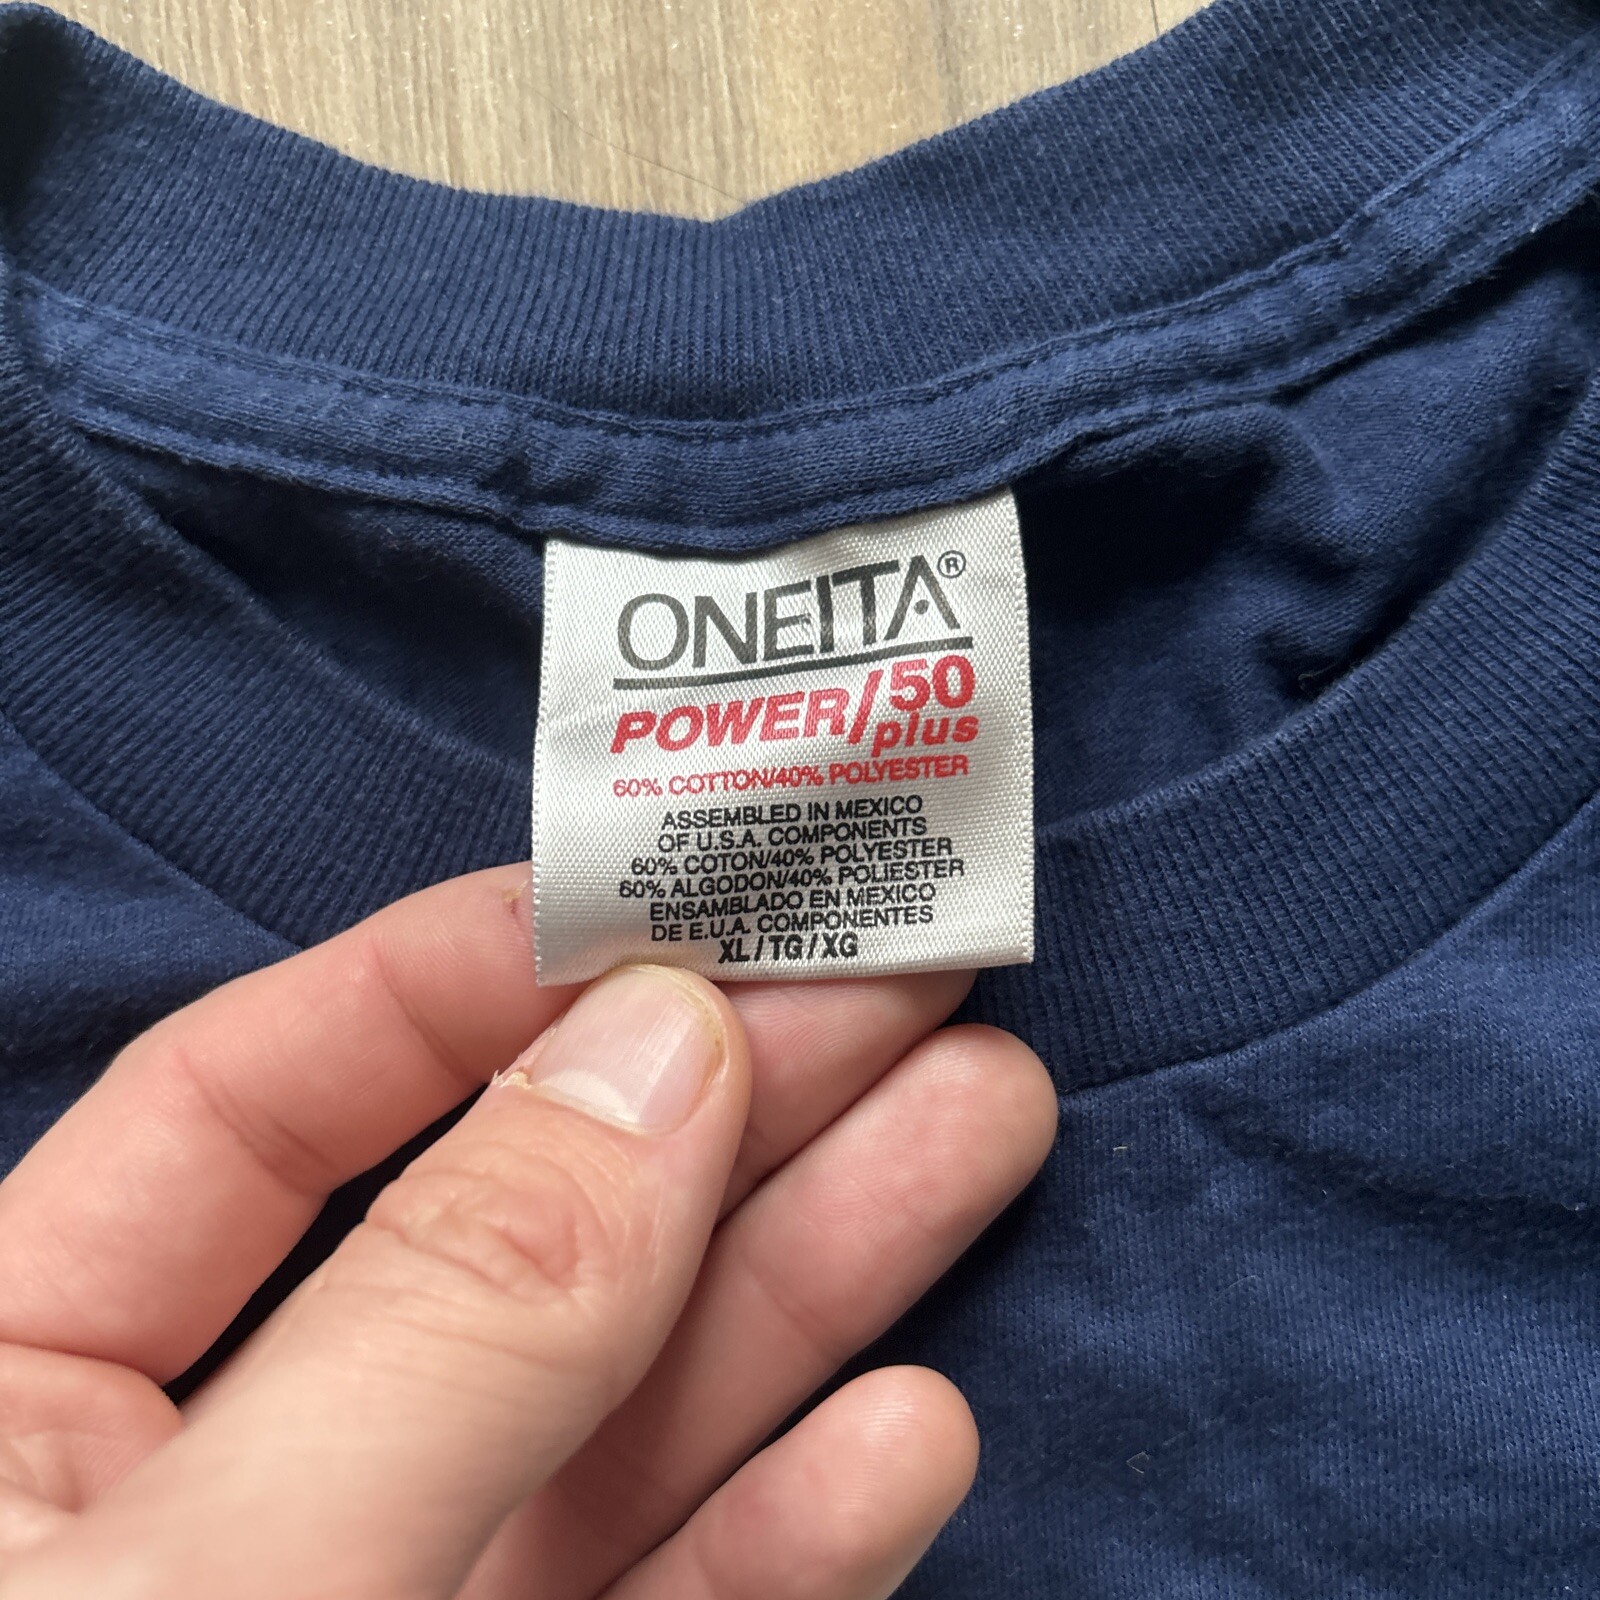 ONEITA®
POWER/50 plus
60% COTTON/40% POLYESTER
ASSEMBLED IN MEXICO
OF U.S.A. COMPONENTS
60% COTON/40% POLYESTER
60% ALGODON/40% POLIESTER
ENSAMBLADO EN MEXICO
DE E.U.A. COMPONENTES
XL/TG/XG